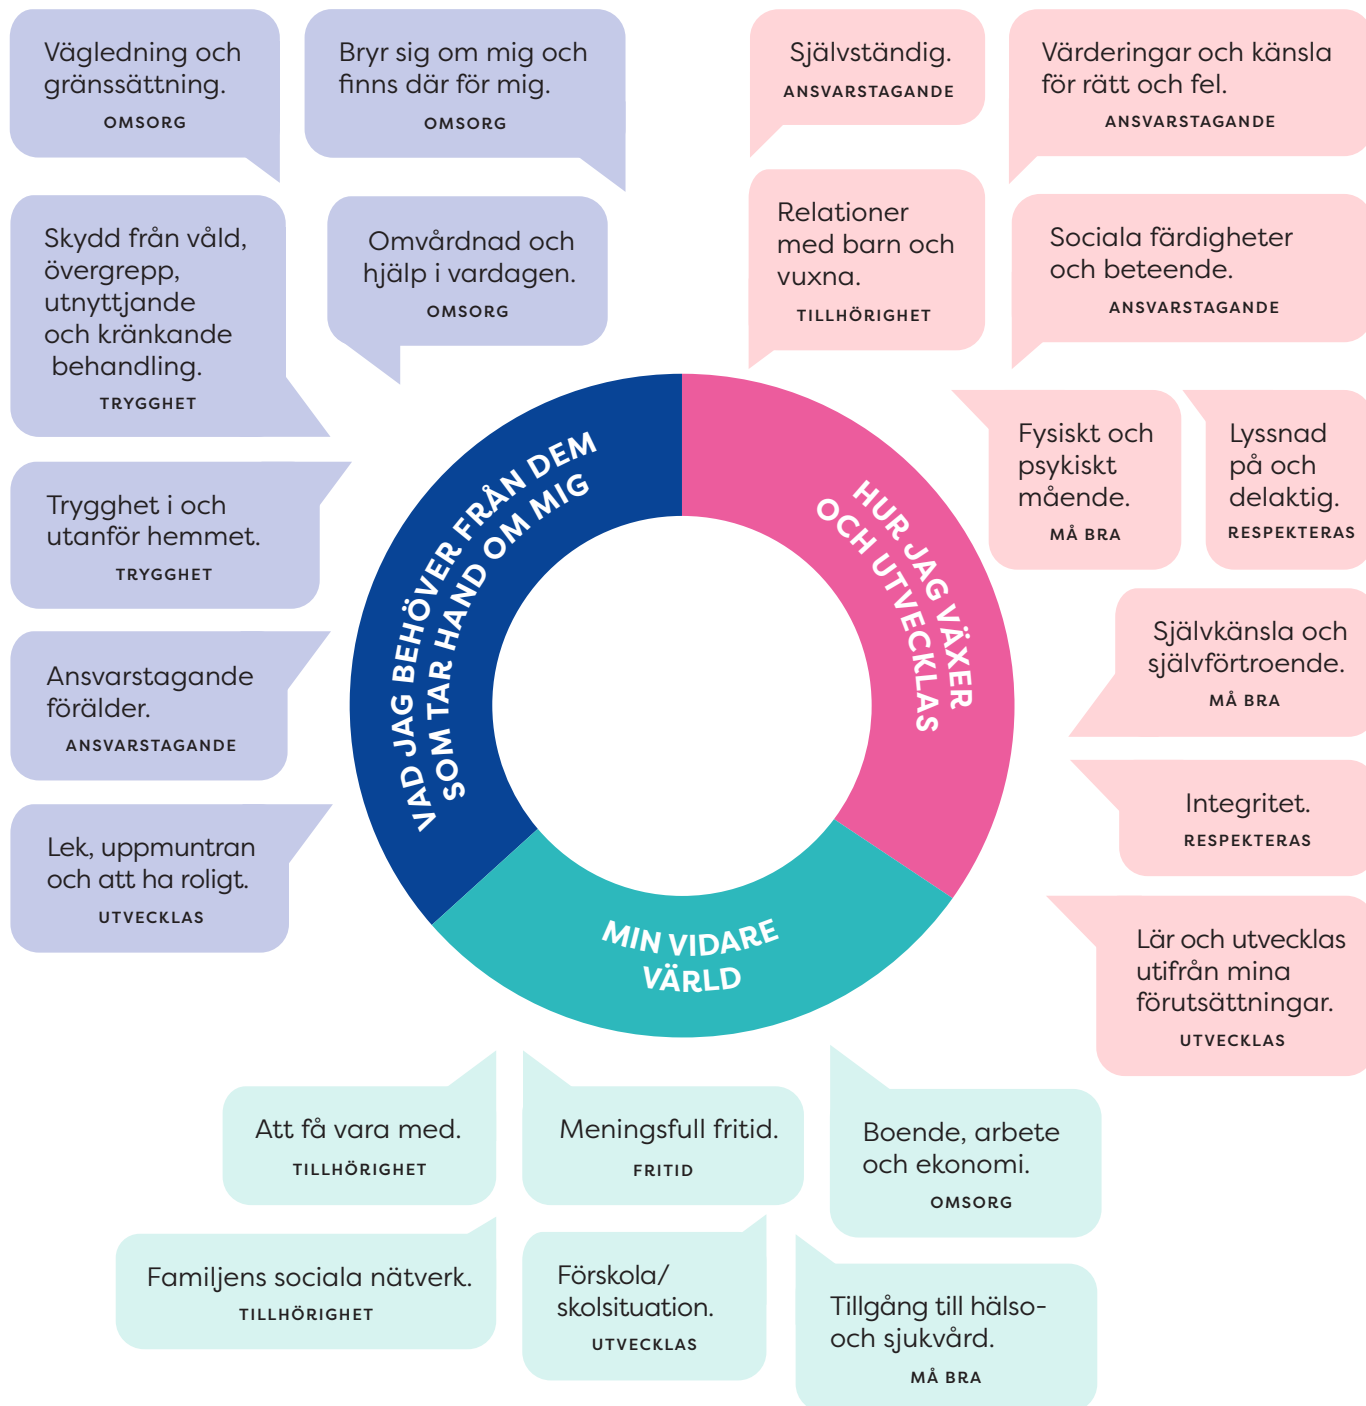 Vägledning och
gränssättning.
OMSORG
Bryr sig om mig och
finns där för mig.
OMSORG
Självständig.
ANSVARSTAGANDE
Värderingar och känsla
för rätt och fel.
ANSVARSTAGANDE
Skydd från våld,
övergrepp,
utnyttjande
och kränkande
behandling.
TRYGGHET
Omvårdnad och
hjälp i vardagen.
OMSORG
Relationer
med barn och
vuxna.
TILLHÖRIGHET
Sociala färdigheter
och beteende.
ANSVARSTAGANDE
Fysiskt och
psykiskt
mående.
MÅ BRA
Lyssnad
på och
delaktig.
RESPEKTERAS
Trygghet i och
utanför hemmet.
TRYGGHET
VAD JAG BEHÖVER FRÅN DEM
SOM TAR HAND OM MIG
HUR JAG VÄXER
OCH UTVECKLAS
Självkänsla och
självförtroende.
MÅ BRA
Ansvarstagande
förälder.
ANSVARSTAGANDE
Integritet.
RESPEKTERAS
Lek, uppmuntran
och att ha roligt.
UTVECKLAS
MIN VIDARE
VÄRLD
Lär och utvecklas
utifrån mina
förutsättningar.
UTVECKLAS
Att få vara med.
TILLHÖRIGHET
Meningsfull fritid.
FRITID
Boende, arbete
och ekonomi.
OMSORG
Familjens sociala nätverk.
TILLHÖRIGHET
Förskola/
skolsituation.
UTVECKLAS
Tillgång till hälso-
och sjukvård.
MÅ BRA